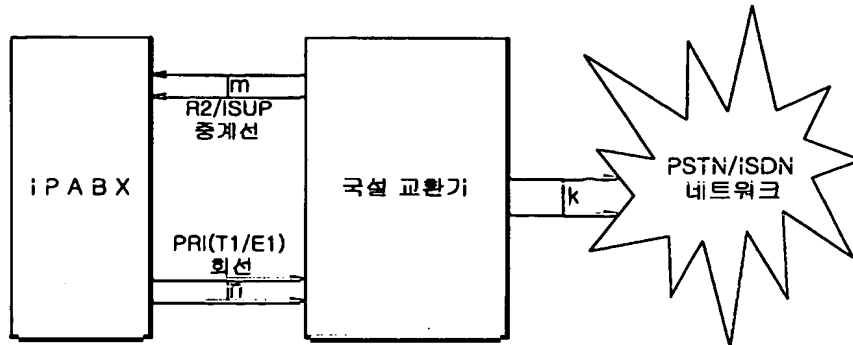 m
R2/ISUP
중계선
i P A B X
국설 교환기
PSTN/ISDN
네트워크
k
PRI(T1/E1)
회선
n